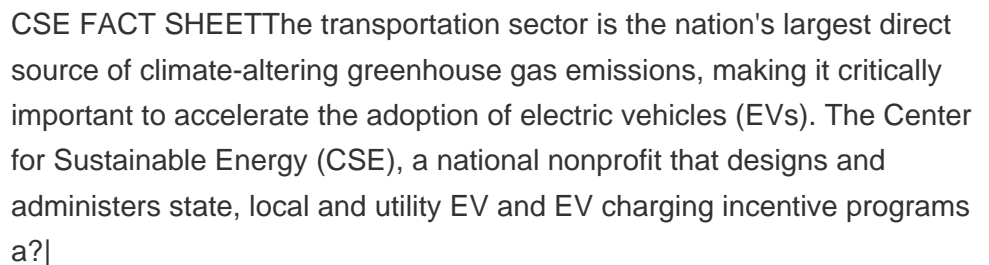 CSE FACT SHEETThe transportation sector is the nation's largest direct
source of climate-altering greenhouse gas emissions, making it critically
important to accelerate the adoption of electric vehicles (EVs). The Center
for Sustainable Energy (CSE), a national nonprofit that designs and
administers state, local and utility EV and EV charging incentive programs
a?|